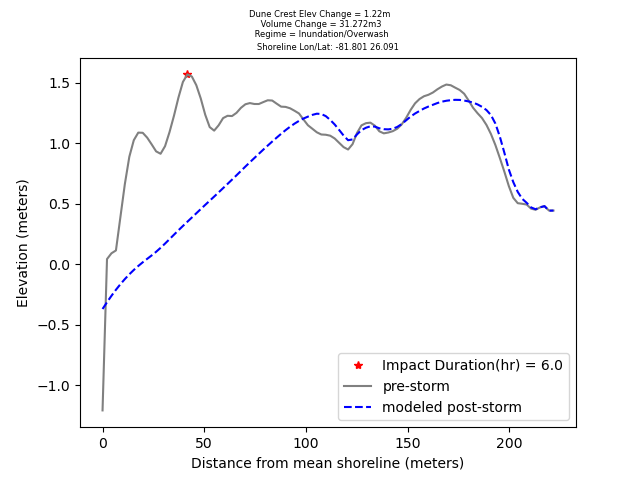 Dune Crest Elev Change = 1.22m
Volume Change = 31.272m3
Regime = Inundation/Overwash
Shoreline Lon/Lat: -81.801 26.091
Elevation (meters)
1.5
1.0
0.5
0.0
−0.5
−1.0
Impact Duration(hr) = 6.0
pre-storm
modeled post-storm
0 50 100 150 200
Distance from mean shoreline (meters)